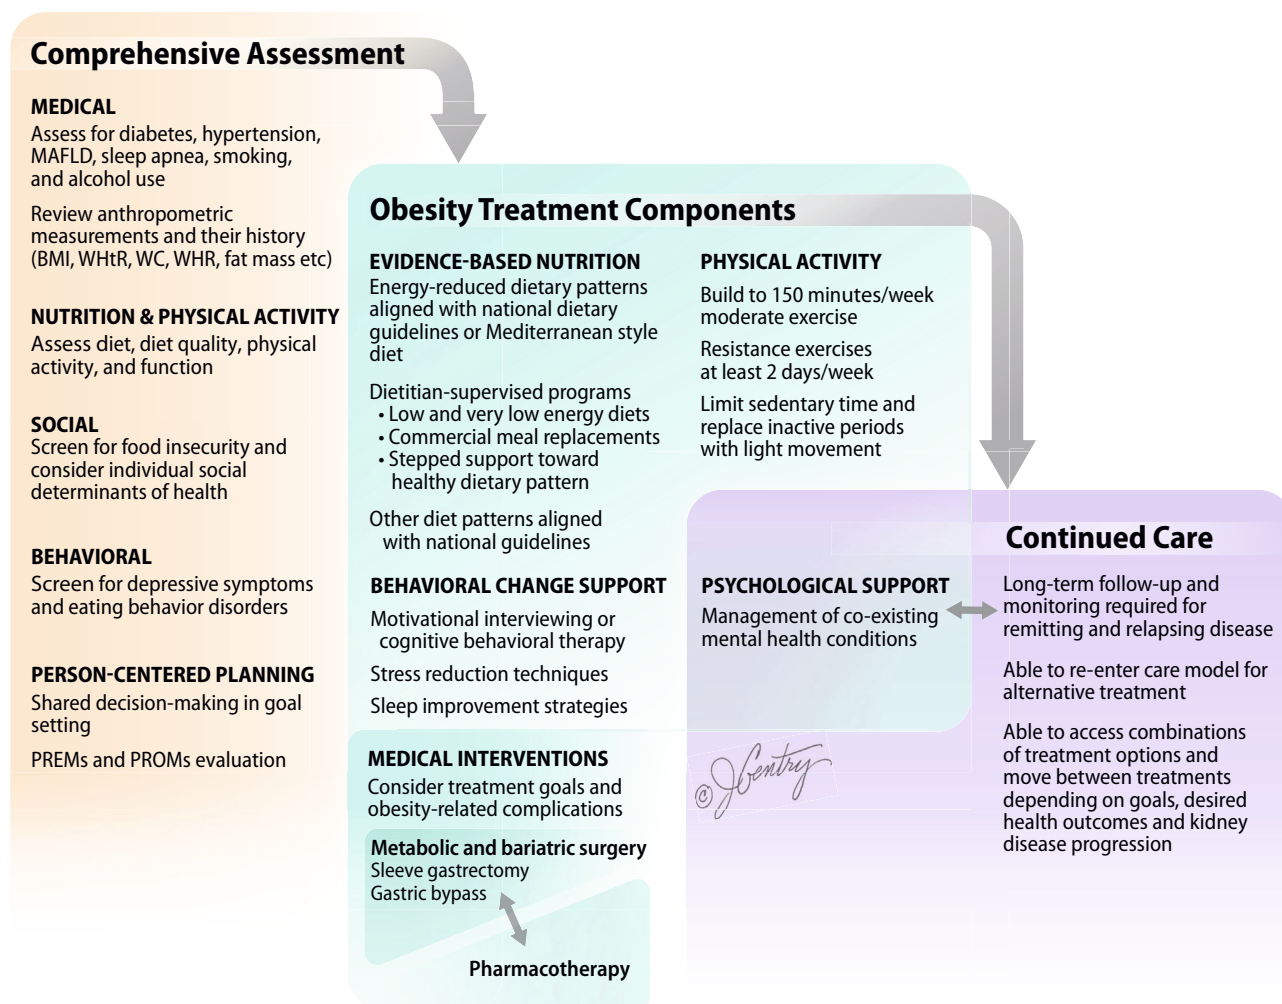 Comprehensive Assessment
MEDICAL
Assess for diabetes, hypertension,
MAFLD, sleep apnea, smoking,
and alcohol use
Review anthropometric
measurements and their history
(BMI, WHtR, WC, WHR, fat mass etc)
NUTRITION & PHYSICAL ACTIVITY
Assess diet, diet quality, physical
activity, and function
SOCIAL
Screen for food insecurity and
consider individual social
determinants of health
BEHAVIORAL
Screen for depressive symptoms
and eating behavior disorders
PERSON-CENTERED PLANNING
Shared decision-making in goal
setting
PREMs and PROMs evaluation
Obesity Treatment Components
EVIDENCE-BASED NUTRITION
Energy-reduced dietary patterns
aligned with national dietary
guidelines or Mediterranean style
diet
Dietitian-supervised programs
• Low and very low energy diets
• Commercial meal replacements
• Stepped support toward
healthy dietary pattern
Other diet patterns aligned
with national guidelines
BEHAVIORAL CHANGE SUPPORT
Motivational interviewing or
cognitive behavioral therapy
Stress reduction techniques
Sleep improvement strategies
MEDICAL INTERVENTIONS
Consider treatment goals and
obesity-related complications
Metabolic and bariatric surgery
Sleeve gastrectomy
Gastric bypass
Pharmacotherapy
PHYSICAL ACTIVITY
Build to 150 minutes/week
moderate exercise
Resistance exercises
at least 2 days/week
Limit sedentary time and
replace inactive periods
with light movement
PSYCHOLOGICAL SUPPORT
Management of co-existing
mental health conditions
© JGentry
Continued Care
Long-term follow-up and
monitoring required for
remitting and relapsing disease
Able to re-enter care model for
alternative treatment
Able to access combinations
of treatment options and
move between treatments
depending on goals, desired
health outcomes and kidney
disease progression